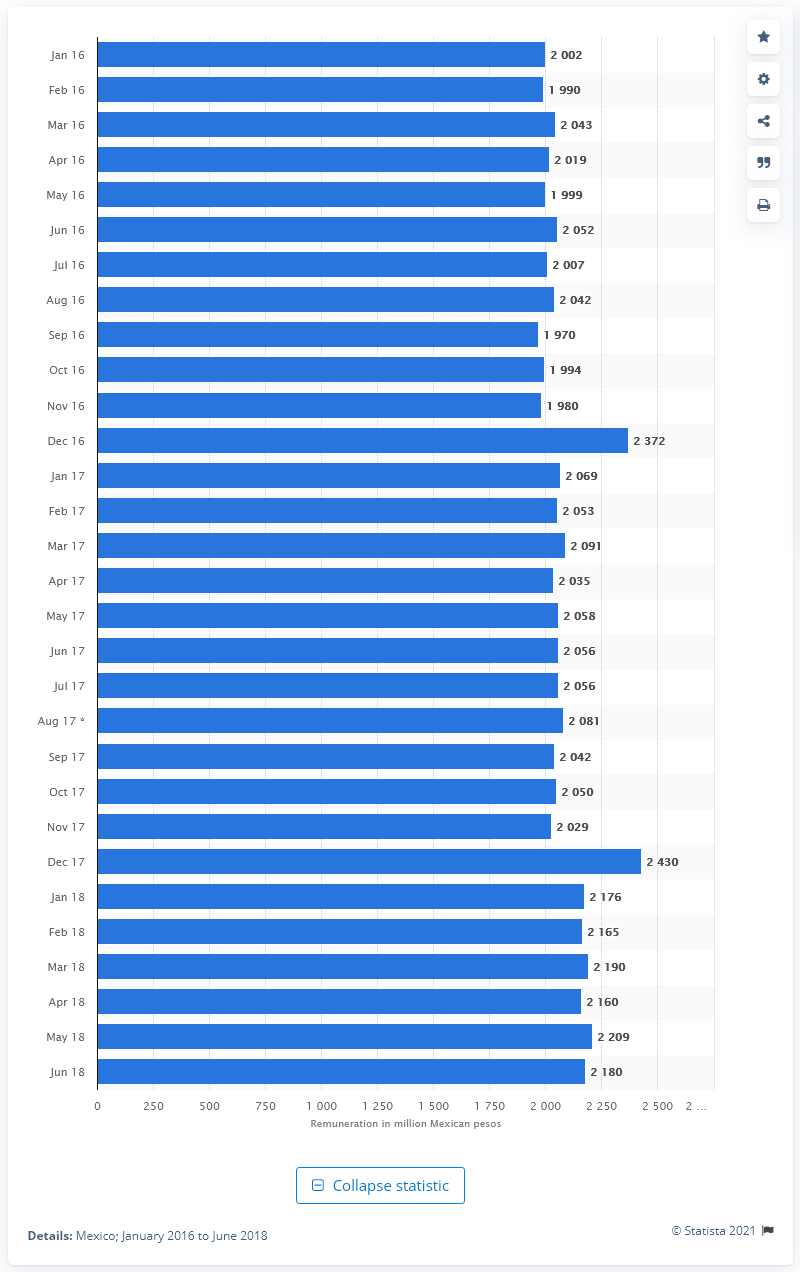 Jan 16 2 002
Feb 16 1 990
Mar 16 2 043
Apr 16 2 019
May 16 1 999
Jun 16 2 052
Jul 16 2 007
Aug 16 2 042
Sep 16 1 970
Oct 16 1 994
Nov 16 1 980
Dec 16 2 372
Jan 17 2 069
Feb 17 2 053
Mar 17 2 091
Apr 17 2 035
May 17 2 058
Jun 17 2 056
Jul 17 2 056
Aug 17 * 2 081
Sep 17 2 042
Oct 17 2 050
Nov 17 2 029
Dec 17 2 430
Jan 18 2 176
Feb 18 2 165
Mar 18 2 190
Apr 18 2 160
May 18 2 209
Jun 18 2 180
0 250 500 750 1 000 1 250 1 500 1 750 2 000 2 250 2 500 2 ...
Remuneration in million Mexican pesos
Collapse statistic
© Statista 2021
Details: Mexico; January 2016 to June 2018